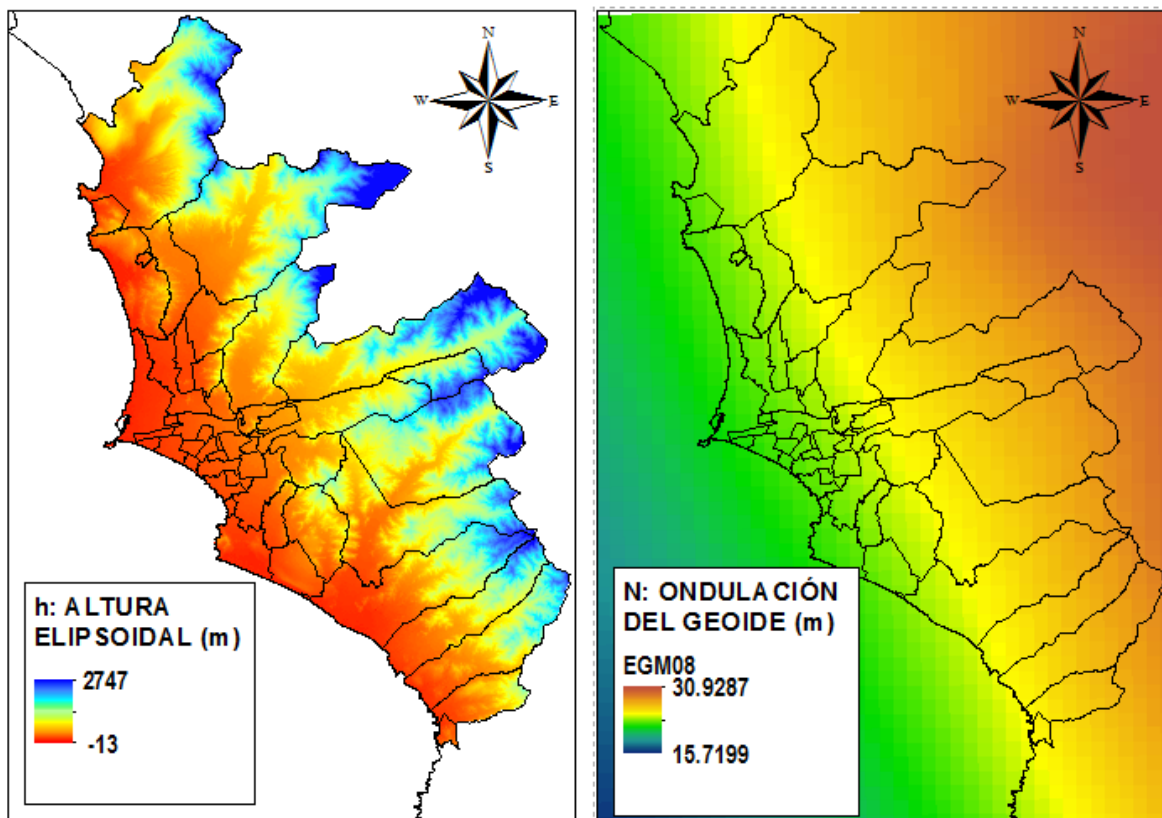 N
W
E
S
h: ALTURA
ELIPSOIDAL (m)
2747
-13
N
W
E
S
N: ONDULACIÓN
DEL GEOIDE (m)
EGM08
30.9287
15.7199